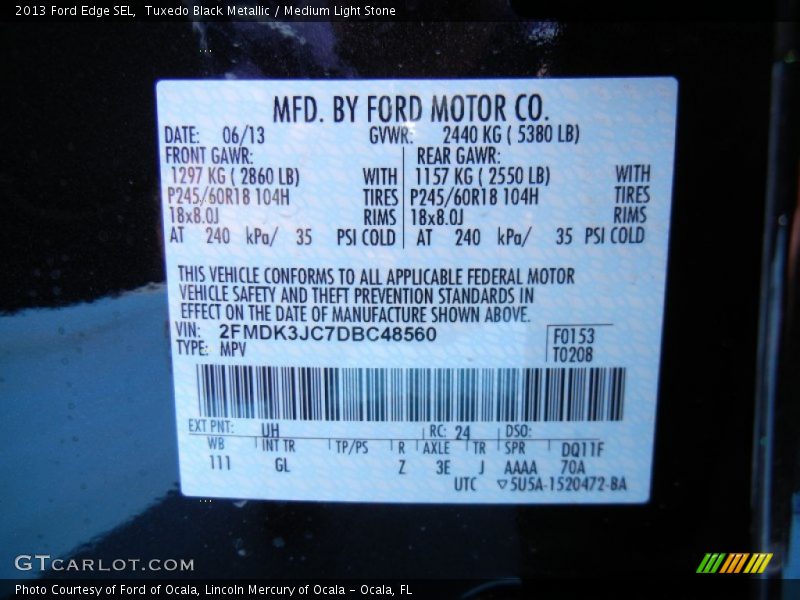 2013 Ford Edge SEL, Tuxedo Black Metallic / Medium Light Stone
MFD. BY FORD MOTOR CO.
DATE: 06/13 GVWR: 2440 KG ( 5380 LB)
FRONT GAWR: REAR GAWR:
1297 KG ( 2860 LB) WITH 1157 KG ( 2550 LB) WITH
P245/60R18 104H TIRES P245/60R18 104H TIRES
18x8.0J RIMS 18x8.0J RIMS
AT 240 kPa/ 35 PSI COLD AT 240 kPa/ 35 PSI COLD
THIS VEHICLE CONFORMS TO ALL APPLICABLE FEDERAL MOTOR
VEHICLE SAFETY AND THEFT PREVENTION STANDARDS IN
EFFECT ON THE DATE OF MANUFACTURE SHOWN ABOVE.
VIN: 2FMDK3JC7DBC48560 F0153
TYPE: MPV T0208
EXT PNT: UH RC: 24 DSO:
WB INT TR TP/PS R AXLE TR SPR DQ11F
111 GL Z 3E J AAAA 70A
UTC ▽5U5A-1520472-BA
GTCARLOT.COM
Photo Courtesy of Ford of Ocala, Lincoln Mercury of Ocala - Ocala, FL